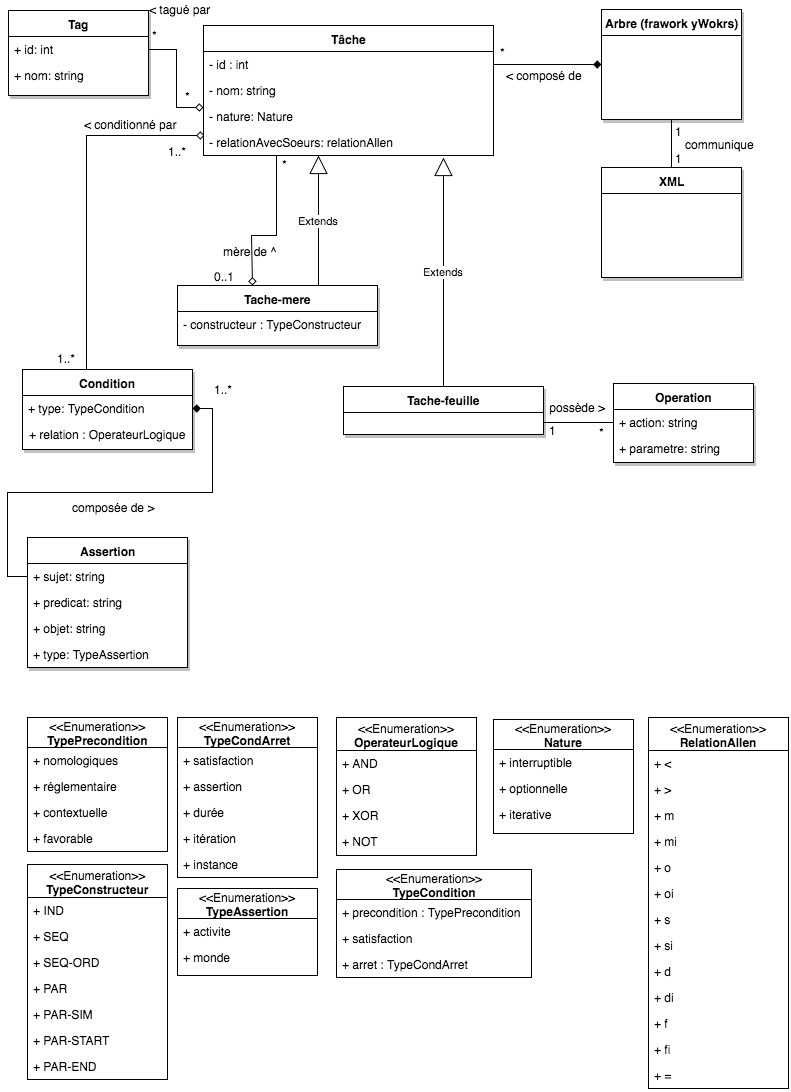 < tagué par
Tag
+ id: int
+ nom: string
*
*
Tâche
- id : int
- nom: string
- nature: Nature
- relationAvecSoeurs: relationAllen
*
< composé de
Arbre (frawork yWokrs)
1
communique
1
XML
< conditionné par
1..*
*
Extends
mère de ^
0..1
Extends
Tache-mere
- constructeur : TypeConstructeur
1..*
Condition
+ type: TypeCondition
+ relation : OperateurLogique
1..*
Tache-feuille
possède >
1
*
Operation
+ action: string
+ parametre: string
composée de >
Assertion
+ sujet: string
+ predicat: string
+ objet: string
+ type: TypeAssertion
<<Enumeration>>
TypePrecondition
+ nomologiques
+ réglementaire
+ contextuelle
+ favorable
<<Enumeration>>
TypeCondArret
+ satisfaction
+ assertion
+ durée
+ itération
+ instance
<<Enumeration>>
OperateurLogique
+ AND
+ OR
+ XOR
+ NOT
<<Enumeration>>
Nature
+ interruptible
+ optionnelle
+ iterative
<<Enumeration>>
RelationAllen
+ <
+ >
+ m
+ mi
+ o
+ oi
+ s
+ si
+ d
+ di
+ f
+ fi
+ =
<<Enumeration>>
TypeConstructeur
+ IND
+ SEQ
+ SEQ-ORD
+ PAR
+ PAR-SIM
+ PAR-START
+ PAR-END
<<Enumeration>>
TypeAssertion
+ activite
+ monde
<<Enumeration>>
TypeCondition
+ precondition : TypePrecondition
+ satisfaction
+ arret : TypeCondArret